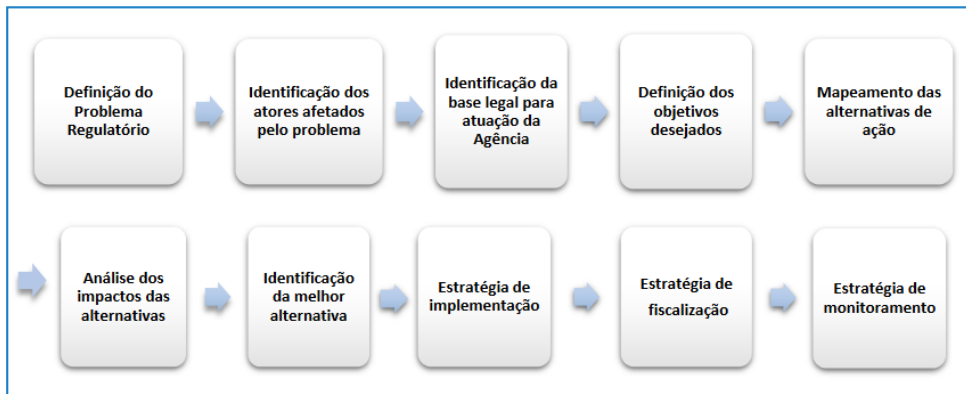 Definição do
Problema
Regulatório
Identificação dos
atores afetados
pelo problema
Identificação da
base legal para
atuação da
Agência
Definição dos
objetivos
desejados
Mapeamento das
alternativas de
ação
Análise dos
impactos das
alternativas
Identificação
da melhor
alternativa
Estratégia de
implementação
Estratégia de
fiscalização
Estratégia de
monitoramento